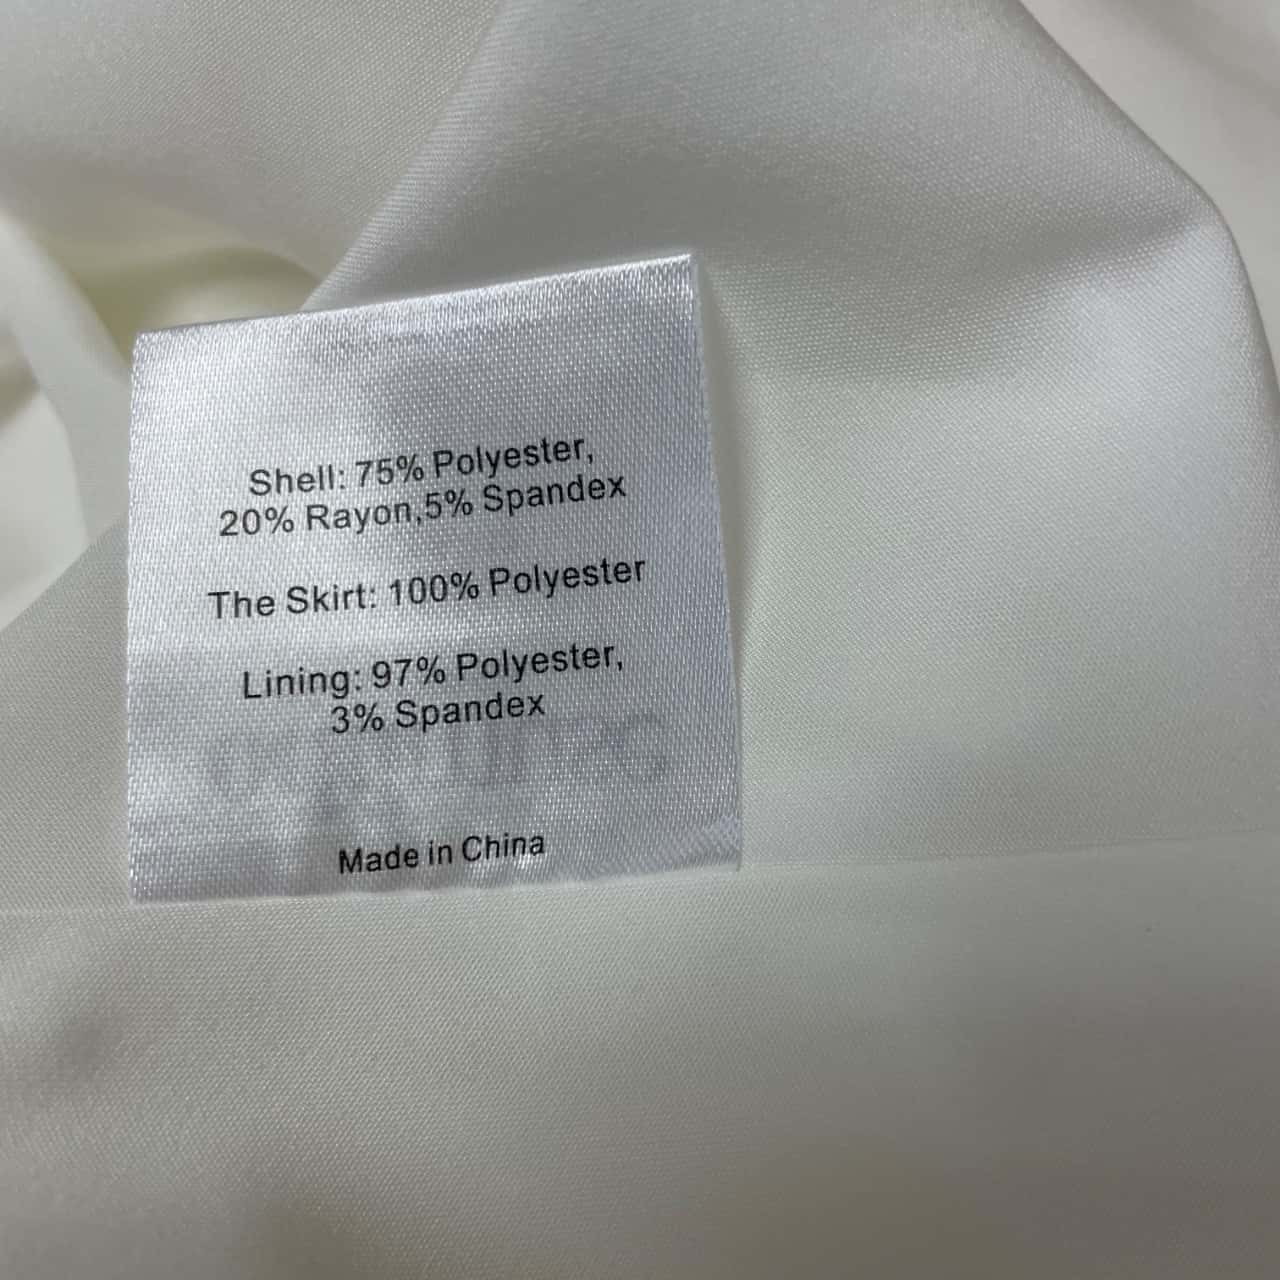 Shell: 75% Polyester,
20% Rayon,5% Spandex
The Skirt: 100% Polyester
Lining: 97% Polyester,
3% Spandex
Made in China